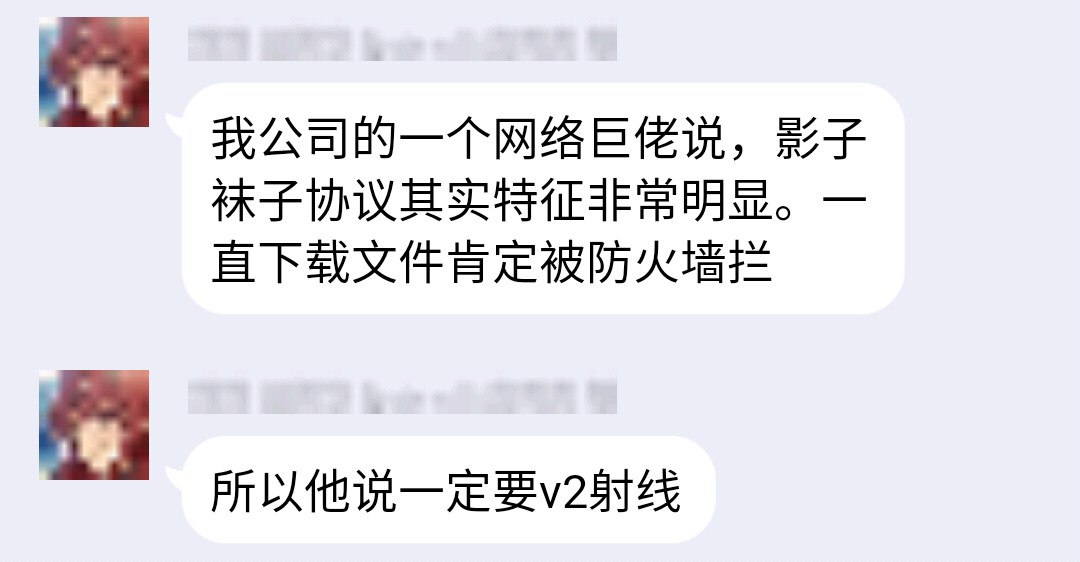 我公司的一个网络巨佬说，影子
袜子协议其实特征非常明显。一
直下载文件肯定被防火墙拦
所以他说一定要v2射线